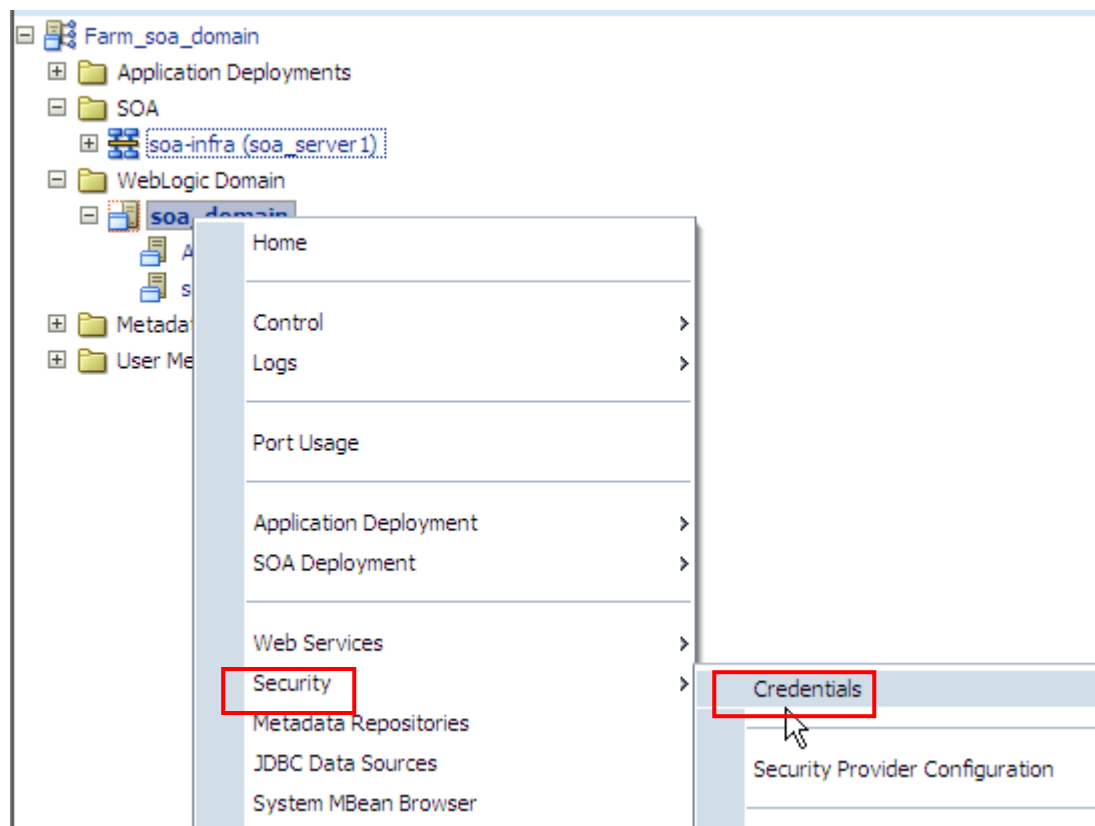 Farm_soa_domain
Application Deployments
SOA
soa-infra (soa_server1)
WebLogic Domain
soa_domain
A
s
Metadat
User Me
Home
Control
Logs
Port Usage
Application Deployment
SOA Deployment
Web Services
Security
Metadata Repositories
JDBC Data Sources
System MBean Browser
Credentials
Security Provider Configuration